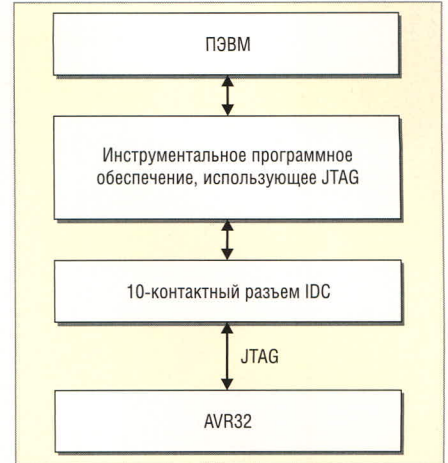 ПЭВМ
Инструментальное программное
обеспечение, использующее JTAG
10-контактный разъем IDC
JTAG
AVR32